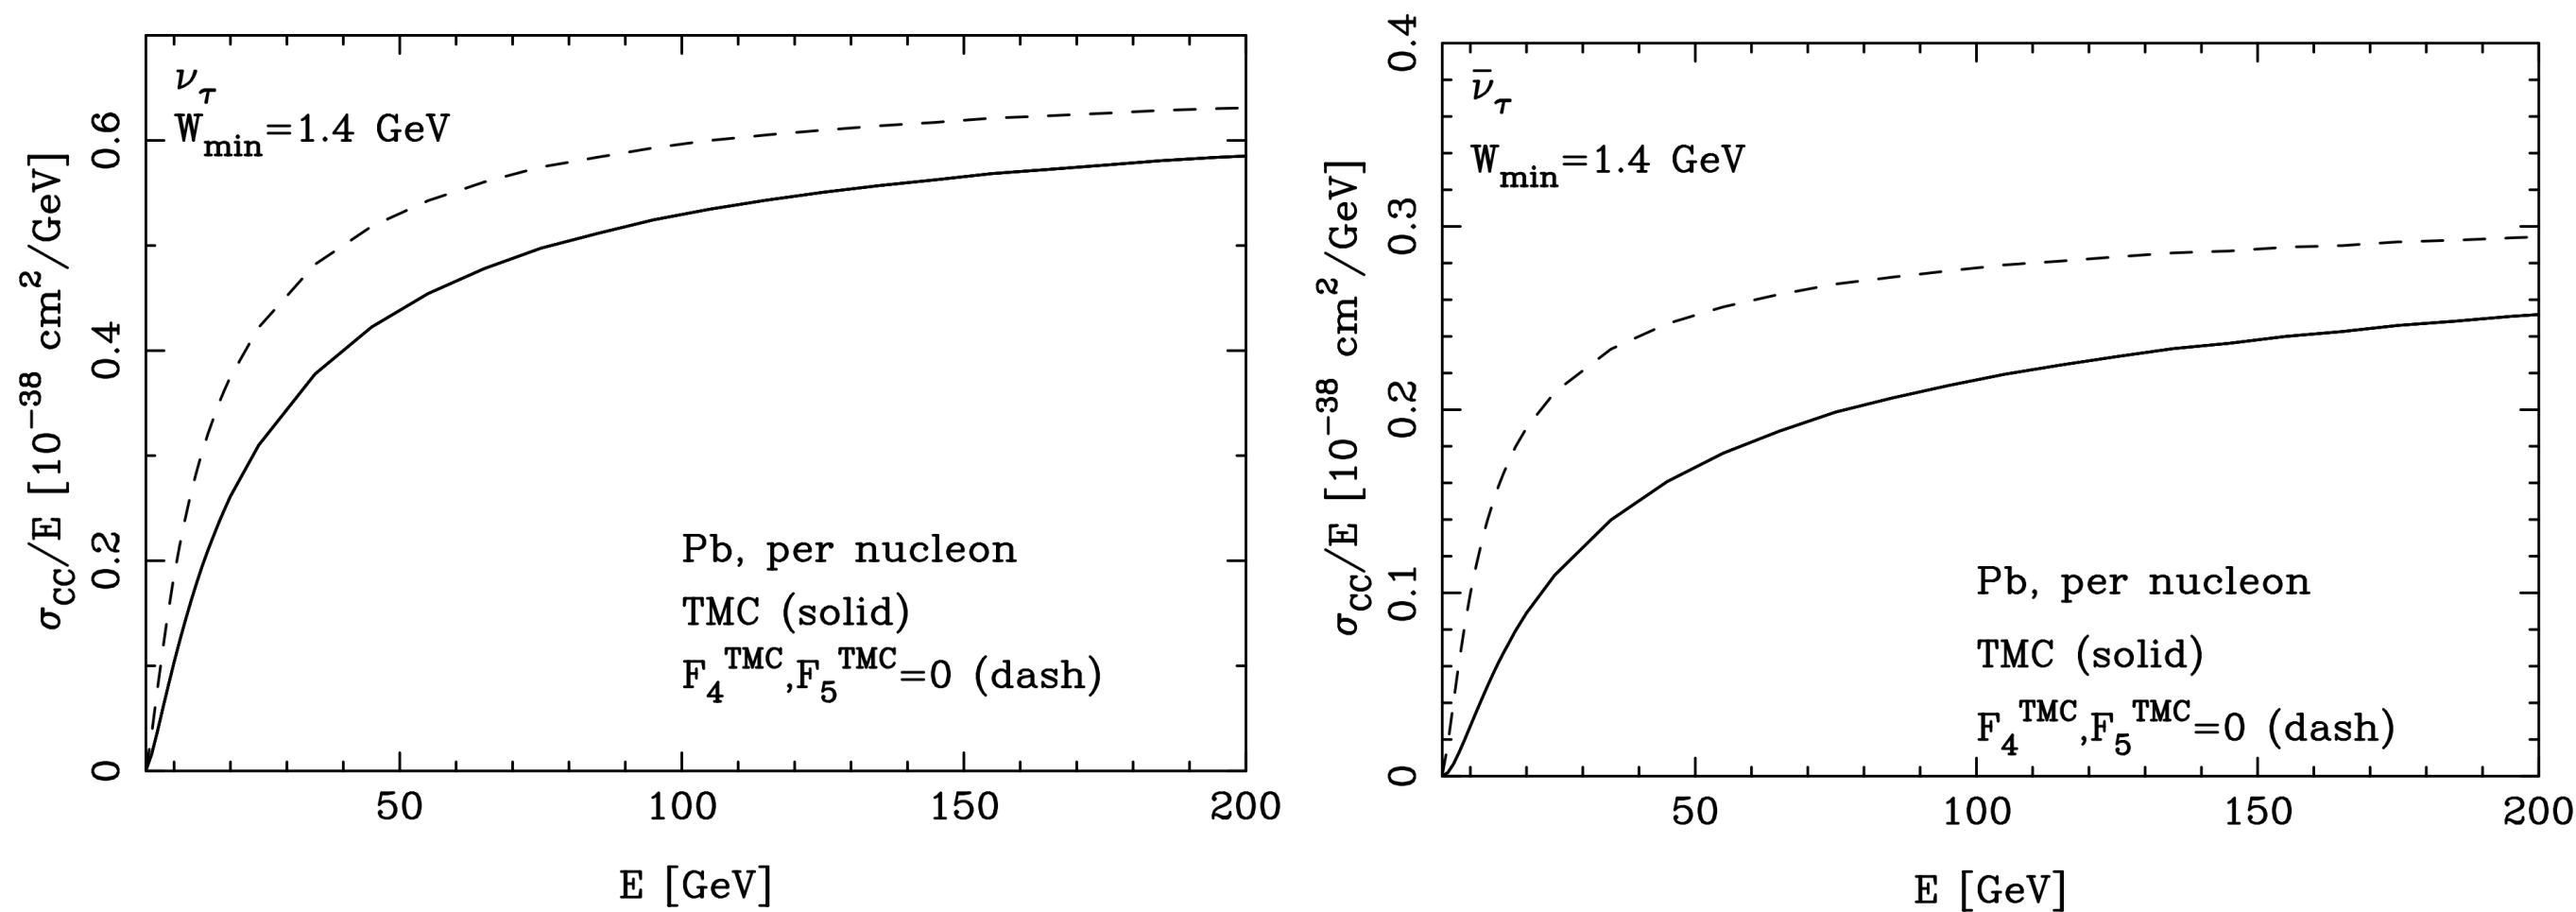 ν_τ
W_min=1.4 GeV
σ_CC/E [10^−38 cm^2/GeV]
0.6
0.4
0.2
0
Pb, per nucleon
TMC (solid)
F_4^TMC,F_5^TMC=0 (dash)
50 100 150 200
E [GeV]
ν̄_τ
W_min=1.4 GeV
σ_CC/E [10^−38 cm^2/GeV]
0.4
0.3
0.2
0.1
0
Pb, per nucleon
TMC (solid)
F_4^TMC,F_5^TMC=0 (dash)
50 100 150 200
E [GeV]